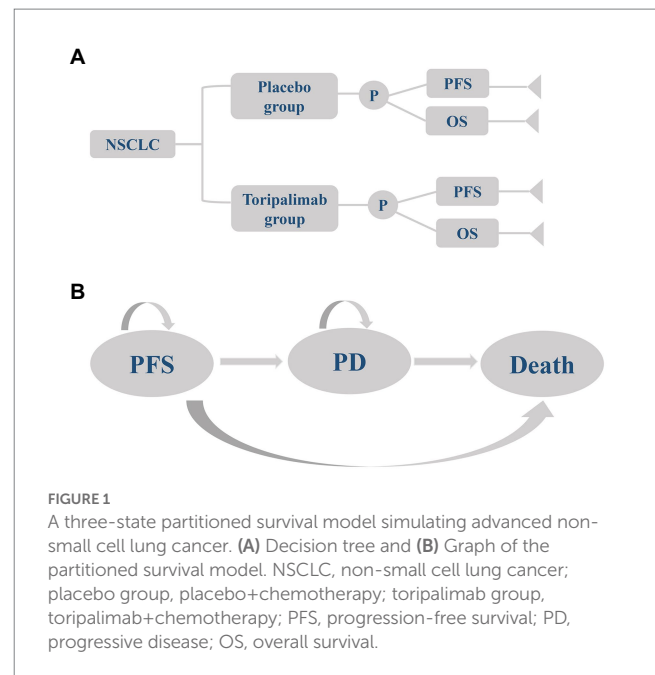 A
Placebo
group
P
PFS
OS
NSCLC
Toripalimab
group
P
PFS
OS
B
PFS
PD
Death
FIGURE 1
A three-state partitioned survival model simulating advanced non-
small cell lung cancer. (A) Decision tree and (B) Graph of the
partitioned survival model. NSCLC, non-small cell lung cancer;
placebo group, placebo+chemotherapy; toripalimab group,
toripalimab+chemotherapy; PFS, progression-free survival; PD,
progressive disease; OS, overall survival.